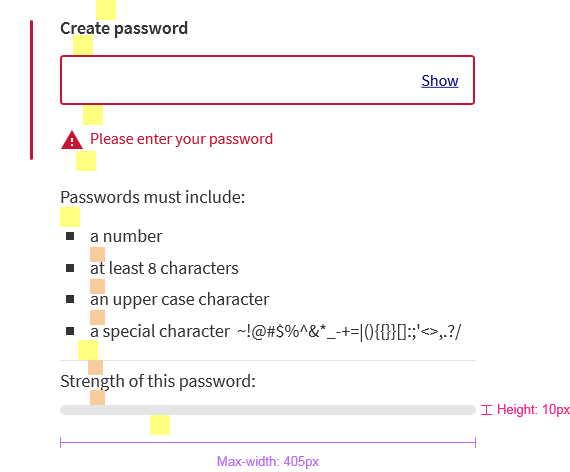 Create password
Show
Please enter your password
Passwords must include:
a number
at least 8 characters
an upper case character
a special character ~!@#$%^&*_-+=|(){{}}[]:;'<>,.?/
Strength of this password:
Height: 10px
Max-width: 405px